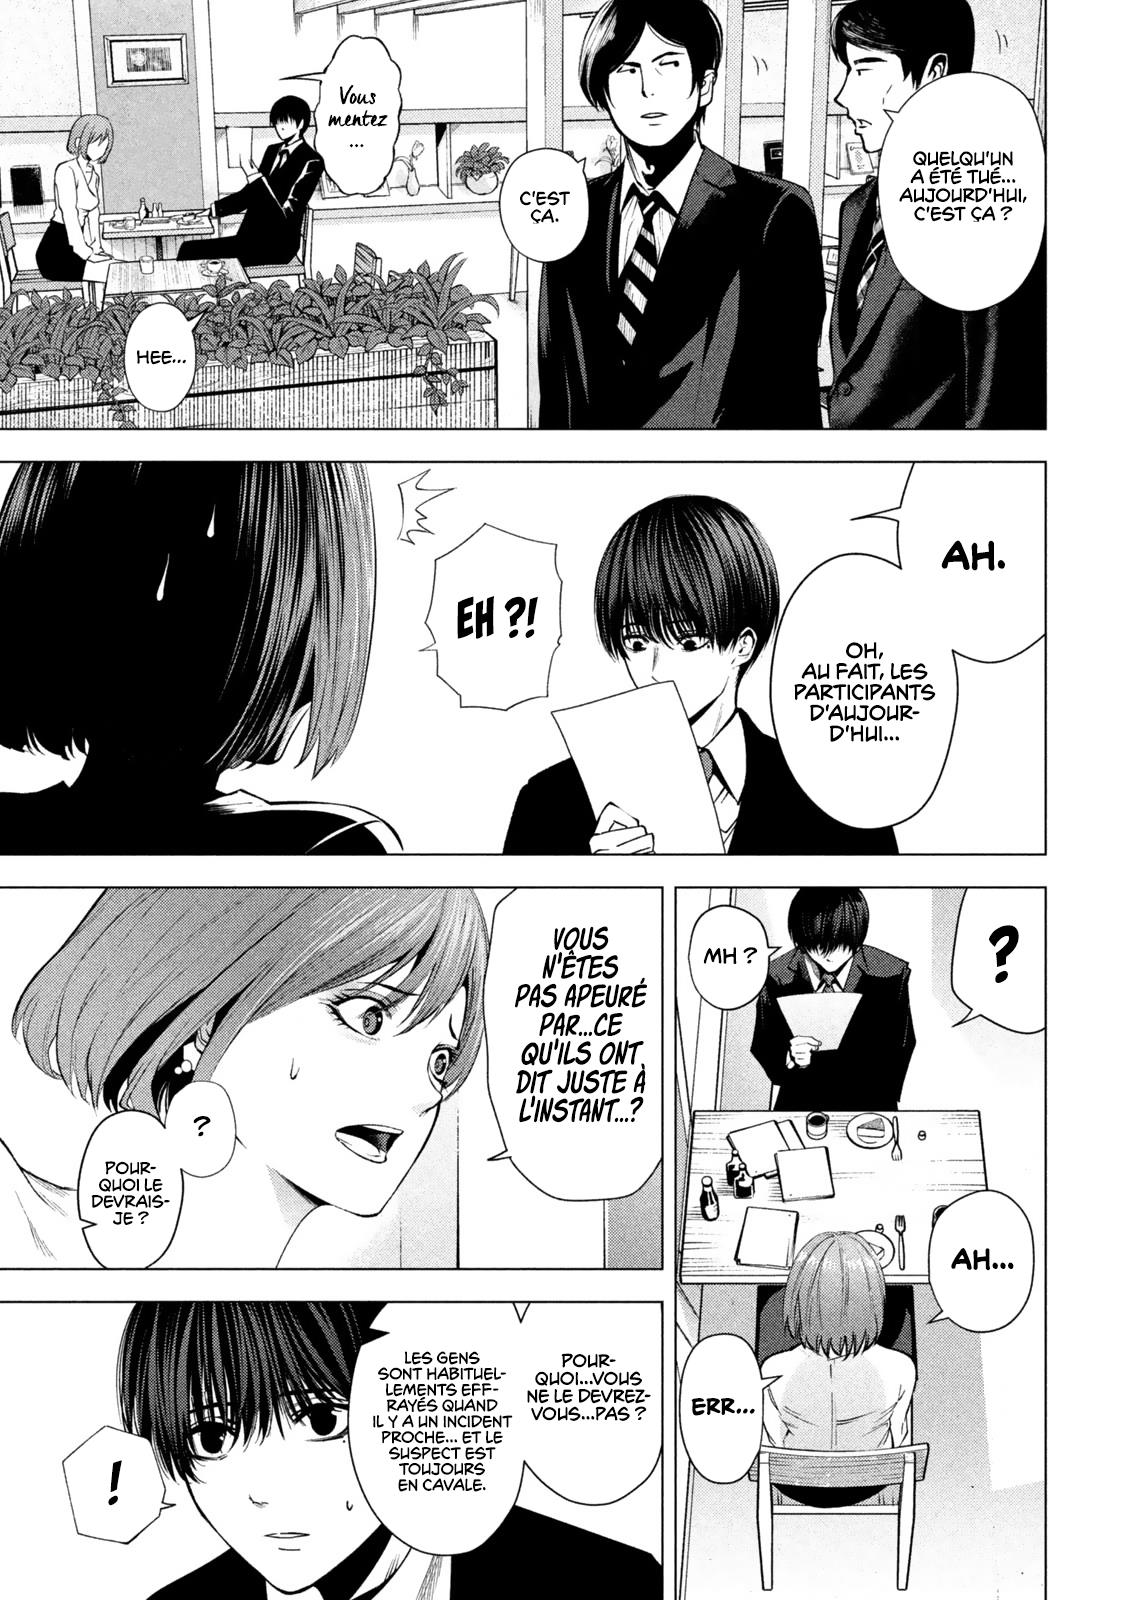 QUELQU'UN
A ÉTÉ TUÉ...
AUJOURD'HUI,
C'EST ÇA ?
C'EST
ÇA.
Vous
mentez
...
HEE...
AH.
OH,
AU FAIT, LES
PARTICIPANTS
D'AUJOUR-
D'HUI...
EH ?!
?
MH ?
AH...
ERR...
VOUS
N'ÊTES
PAS APEURÉ
PAR...CE
QU'ILS ONT
DIT JUSTE À
L'INSTANT...?
?
POUR-
QUOI LE
DEVRAIS-
JE ?
POUR-
QUOI...VOUS
NE LE DEVREZ-
VOUS...PAS ?
LES GENS
SONT HABITUEL-
LEMENTS EFF-
RAYÉS QUAND
IL Y A UN INCIDENT
PROCHE... ET LE
SUSPECT EST
TOUJOURS
EN CAVALE.
!